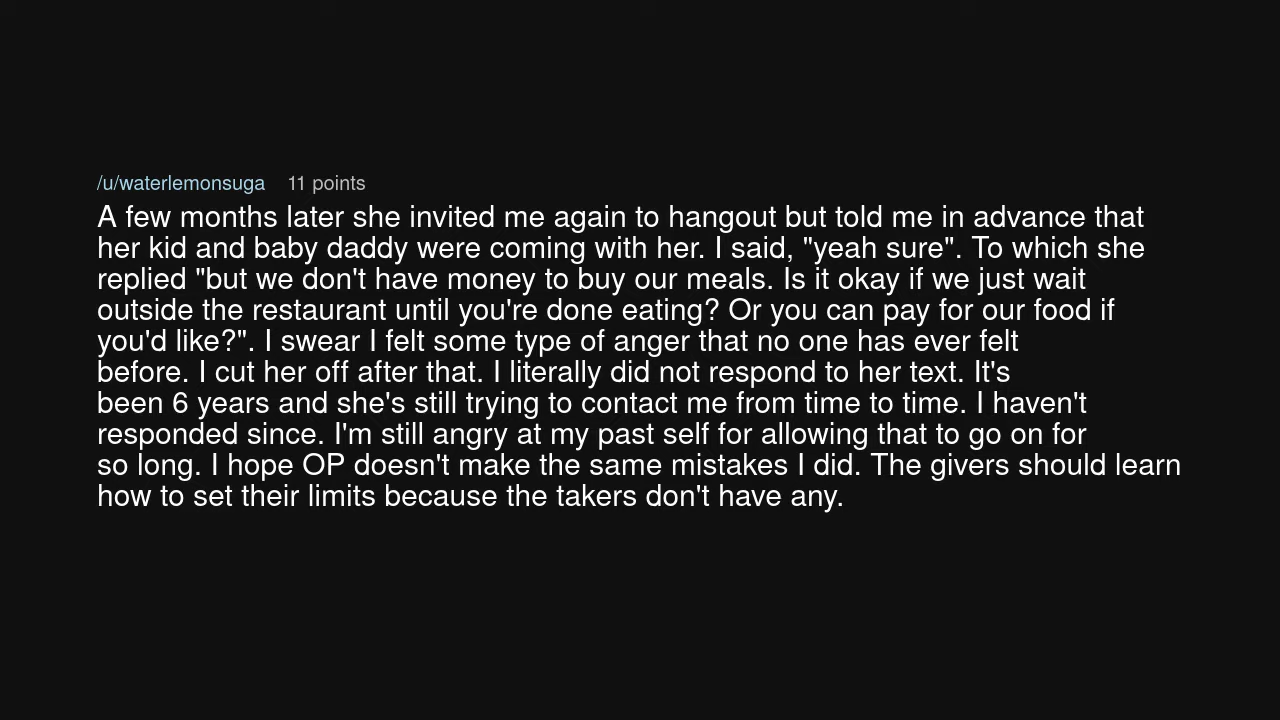 /u/waterlemonsuga 11 points
A few months later she invited me again to hangout but told me in advance that
her kid and baby daddy were coming with her. I said, "yeah sure". To which she
replied "but we don't have money to buy our meals. Is it okay if we just wait
outside the restaurant until you're done eating? Or you can pay for our food if
you'd like?". I swear I felt some type of anger that no one has ever felt
before. I cut her off after that. I literally did not respond to her text. It's
been 6 years and she's still trying to contact me from time to time. I haven't
responded since. I'm still angry at my past self for allowing that to go on for
so long. I hope OP doesn't make the same mistakes I did. The givers should learn
how to set their limits because the takers don't have any.